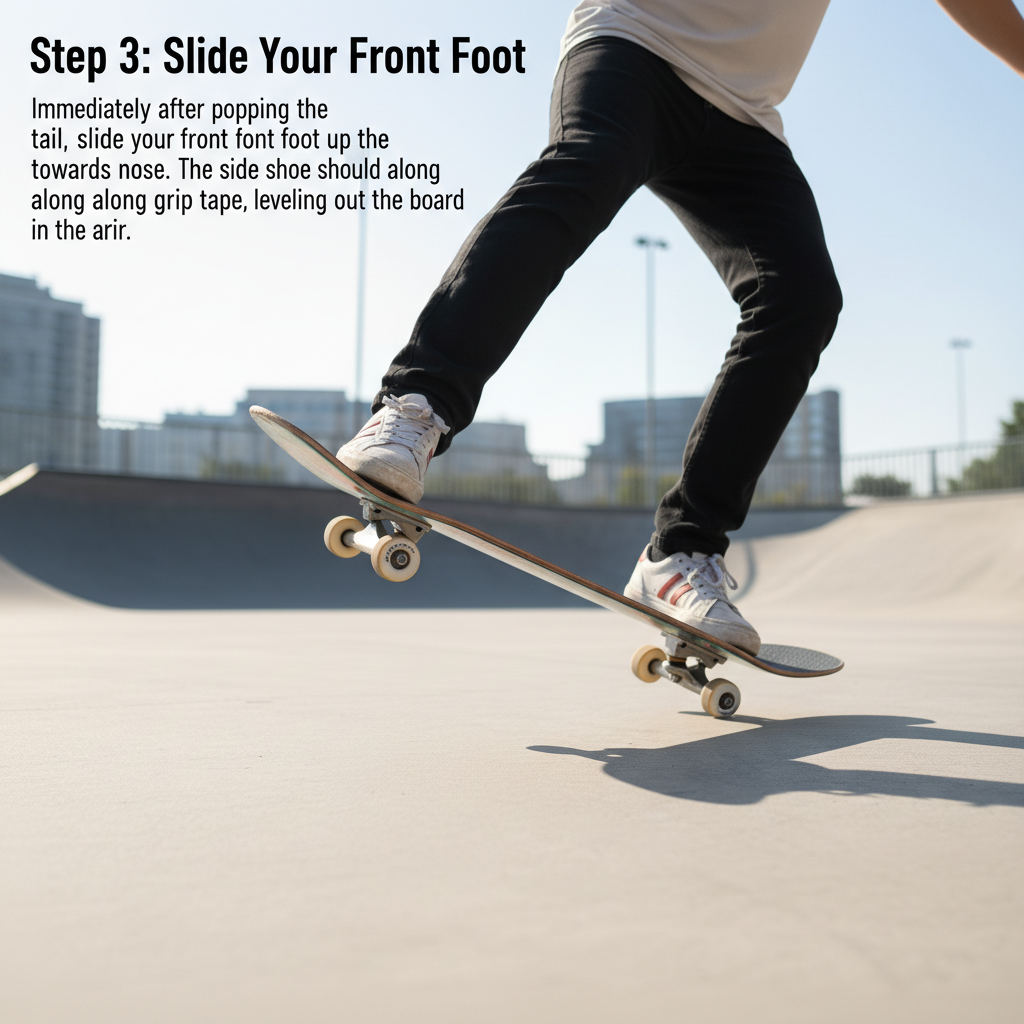 Step 3: Slide Your Front Foot
Immediately after popping the
tail, slide your front font foot up the
towards nose. The side shoe should along
along along grip tape, leveling out the board
in the arir.